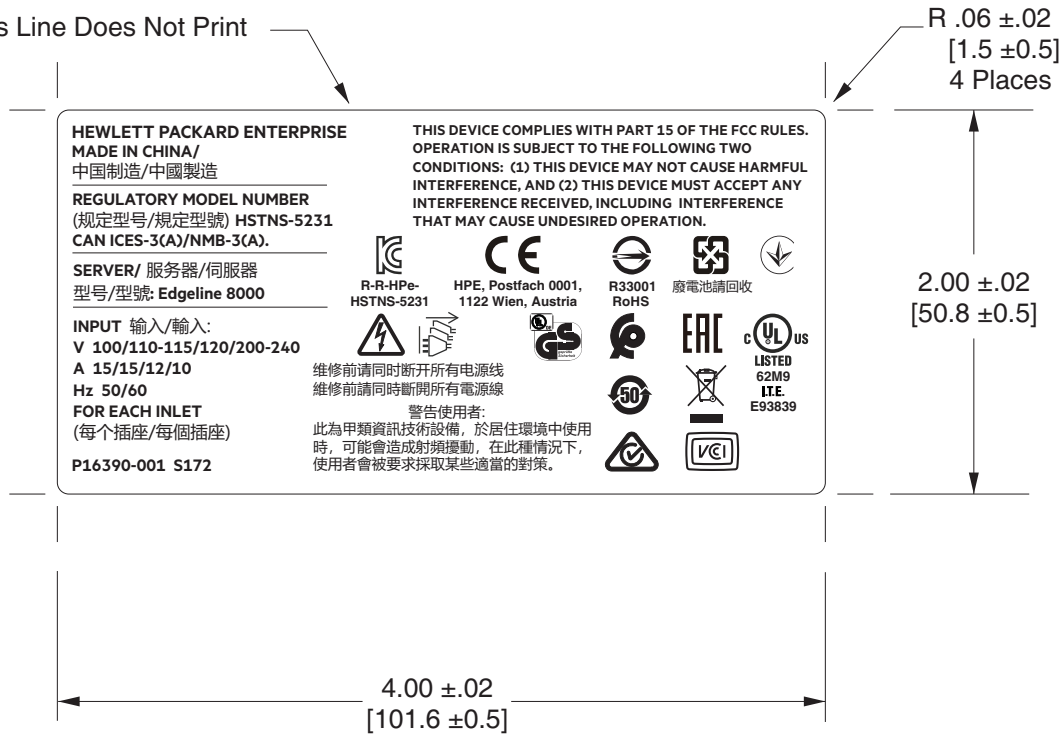 s Line Does Not Print
R .06 ±.02
[1.5 ±0.5]
4 Places
HEWLETT PACKARD ENTERPRISE
MADE IN CHINA/
中国制造/中國製造
REGULATORY MODEL NUMBER
(规定型号/規定型號) HSTNS-5231
CAN ICES-3(A)/NMB-3(A).
SERVER/ 服务器/伺服器
型号/型號: Edgeline 8000
INPUT 输入/輸入:
V 100/110-115/120/200-240
A 15/15/12/10
Hz 50/60
FOR EACH INLET
(每个插座/每個插座)
P16390-001 S172
THIS DEVICE COMPLIES WITH PART 15 OF THE FCC RULES.
OPERATION IS SUBJECT TO THE FOLLOWING TWO
CONDITIONS: (1) THIS DEVICE MAY NOT CAUSE HARMFUL
INTERFERENCE, AND (2) THIS DEVICE MUST ACCEPT ANY
INTERFERENCE RECEIVED, INCLUDING INTERFERENCE
THAT MAY CAUSE UNDESIRED OPERATION.
R-R-HPe-
HSTNS-5231
CE
HPE, Postfach 0001,
1122 Wien, Austria
R33001
RoHS
廢電池請回收
维修前请同时断开所有电源线
維修前請同時斷開所有電源線
GS
EAC
C UL US
LISTED
62M9
I.T.E.
E93839
50
VCI
警告使用者:
此為甲類資訊技術設備，於居住環境中使用
時，可能會造成射頻擾動，在此種情況下，
使用者會被要求採取某些適當的對策。
2.00 ±.02
[50.8 ±0.5]
4.00 ±.02
[101.6 ±0.5]